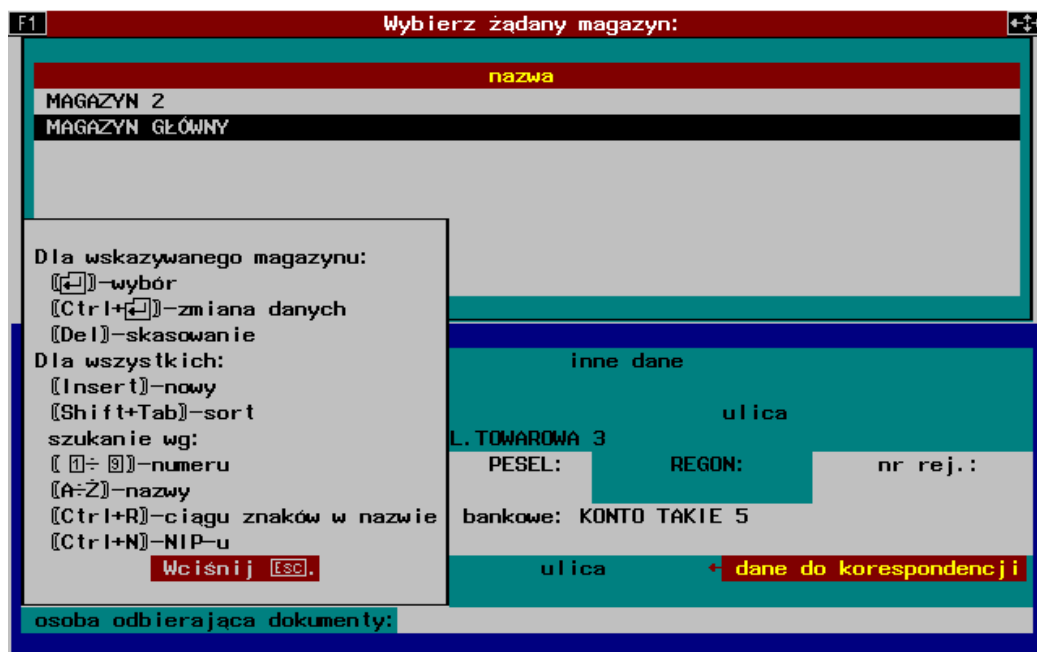 F1 Wybierz żądany magazyn:
nazwa
MAGAZYN 2
MAGAZYN GŁÓWNY
Dla wskazywanego magazynu:
⟦↵⟧-wybór
⟦Ctrl+↵⟧-zmiana danych
⟦Del⟧-skasowanie
Dla wszystkich:
⟦Insert⟧-nowy
⟦Shift+Tab⟧-sort
szukanie wg:
⟦ 1÷ 9⟧-numeru
⟦A÷Ż⟧-nazwy
⟦Ctrl+R⟧-ciągu znaków w nazwie
⟦Ctrl+N⟧-NIP-u
Wciśnij ESC.
inne dane
ulica
L.TOWAROWA 3
PESEL: REGON: nr rej.:
bankowe: KONTO TAKIE 5
ulica ← dane do korespondencji
osoba odbierająca dokumenty: